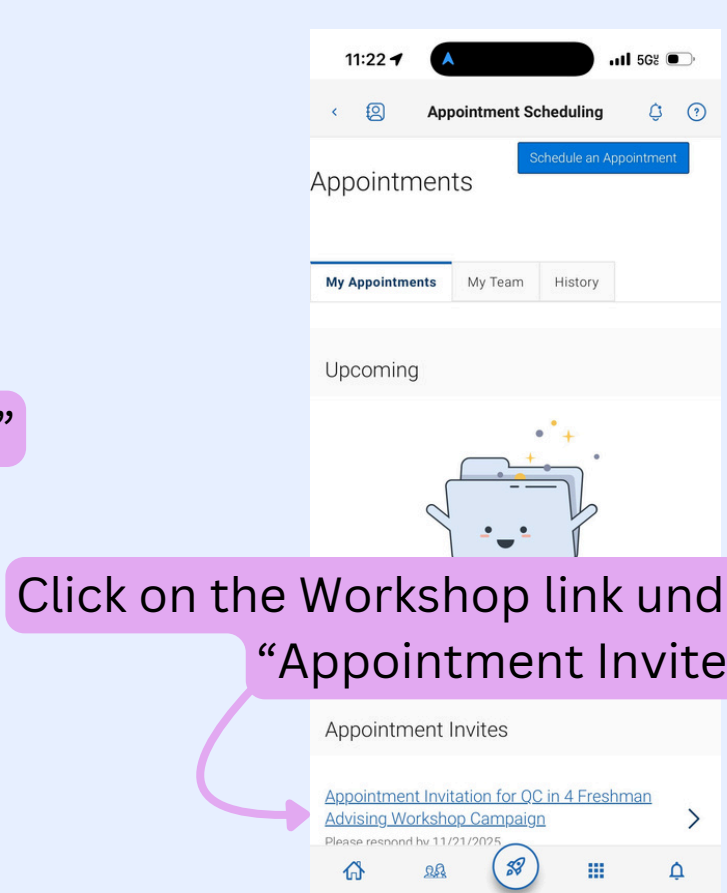 11:22
5G
Appointment Scheduling
Schedule an Appointment
Appointments
My Appointments My Team History
Upcoming
”
Click on the Workshop link und
“Appointment Invite
Appointment Invites
Appointment Invitation for QC in 4 Freshman
Advising Workshop Campaign
Please respond by 11/21/2025